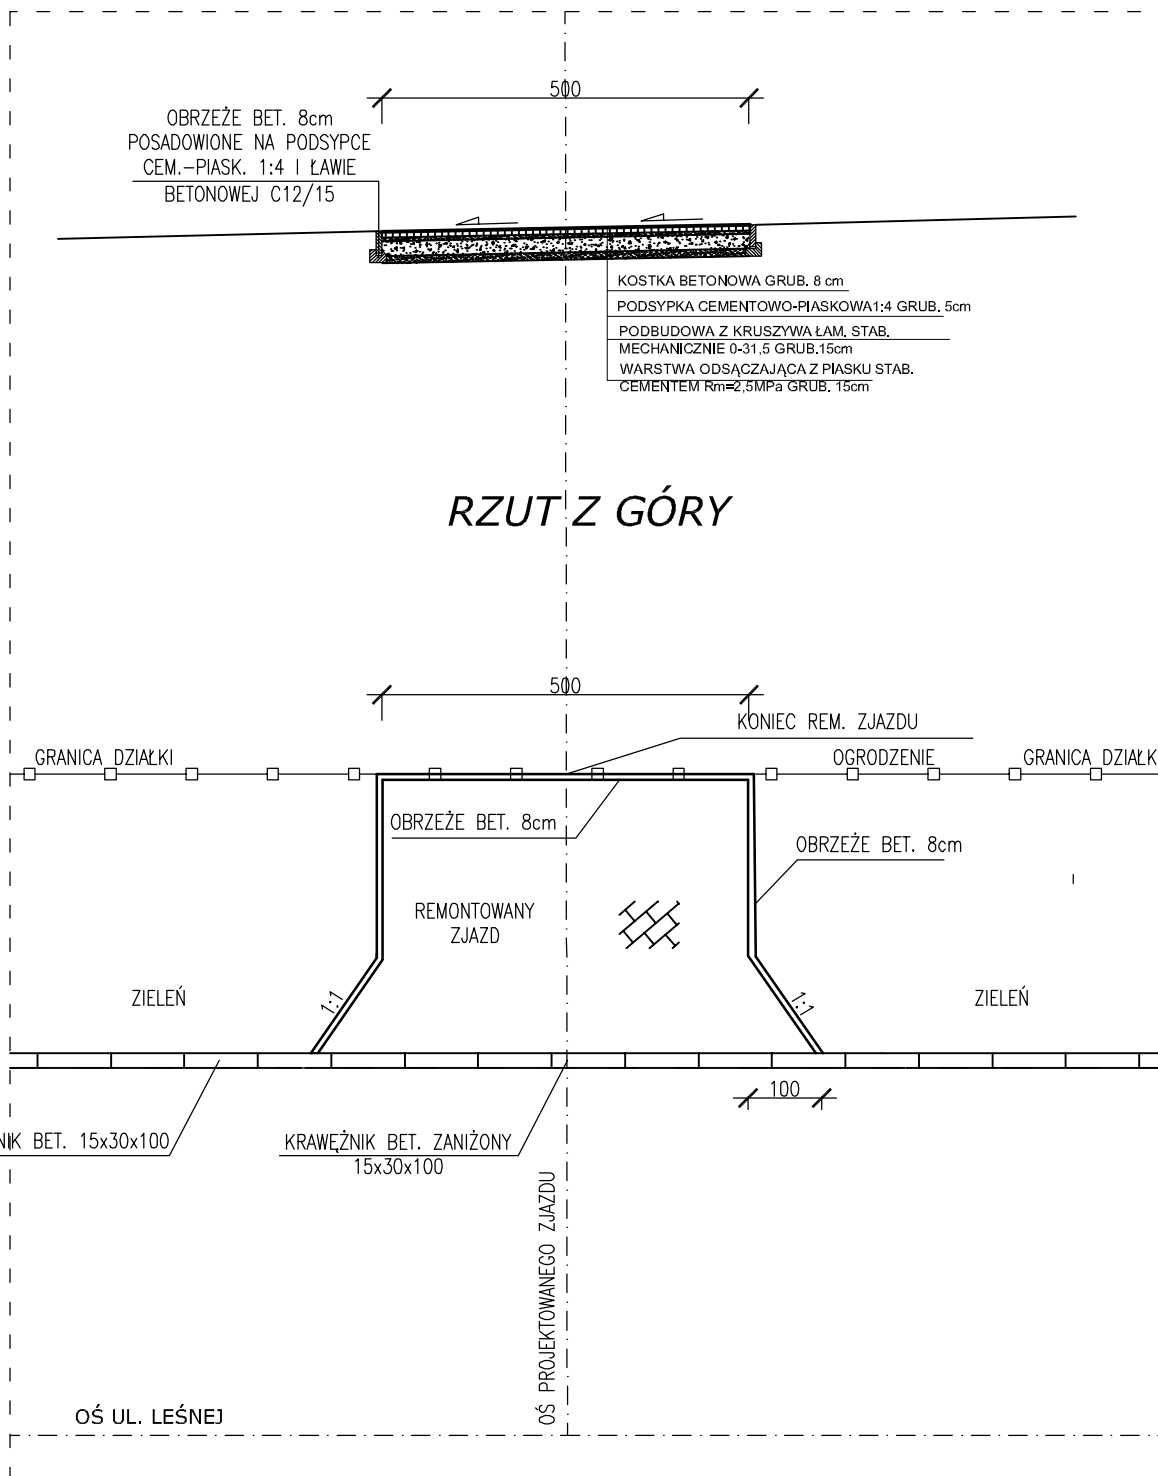 500
OBRZEŻE BET. 8cm
POSADOWIONE NA PODSYPCE
CEM.-PIASK. 1:4 I ŁAWIE
BETONOWEJ C12/15
KOSTKA BETONOWA GRUB. 8 cm
PODSYPKA CEMENTOWO-PIASKOWA1:4 GRUB. 5cm
PODBUDOWA Z KRUSZYWA ŁAM. STAB.
MECHANICZNIE 0-31,5 GRUB.15cm
WARSTWA ODSĄCZAJĄCA Z PIASKU STAB.
CEMENTEM Rm=2,5MPa GRUB. 15cm
RZUT Z GÓRY
500
KONIEC REM. ZJAZDU
GRANICA DZIAŁKI
OGRODZENIE
GRANICA DZIAŁK
OBRZEŻE BET. 8cm
OBRZEŻE BET. 8cm
REMONTOWANY
ZJAZD
ZIELEŃ
1:1
1:1
ZIELEŃ
100
NIK BET. 15x30x100
KRAWĘŻNIK BET. ZANIŻONY
15x30x100
OŚ PROJEKTOWANEGO ZJAZDU
OŚ UL. LEŚNEJ